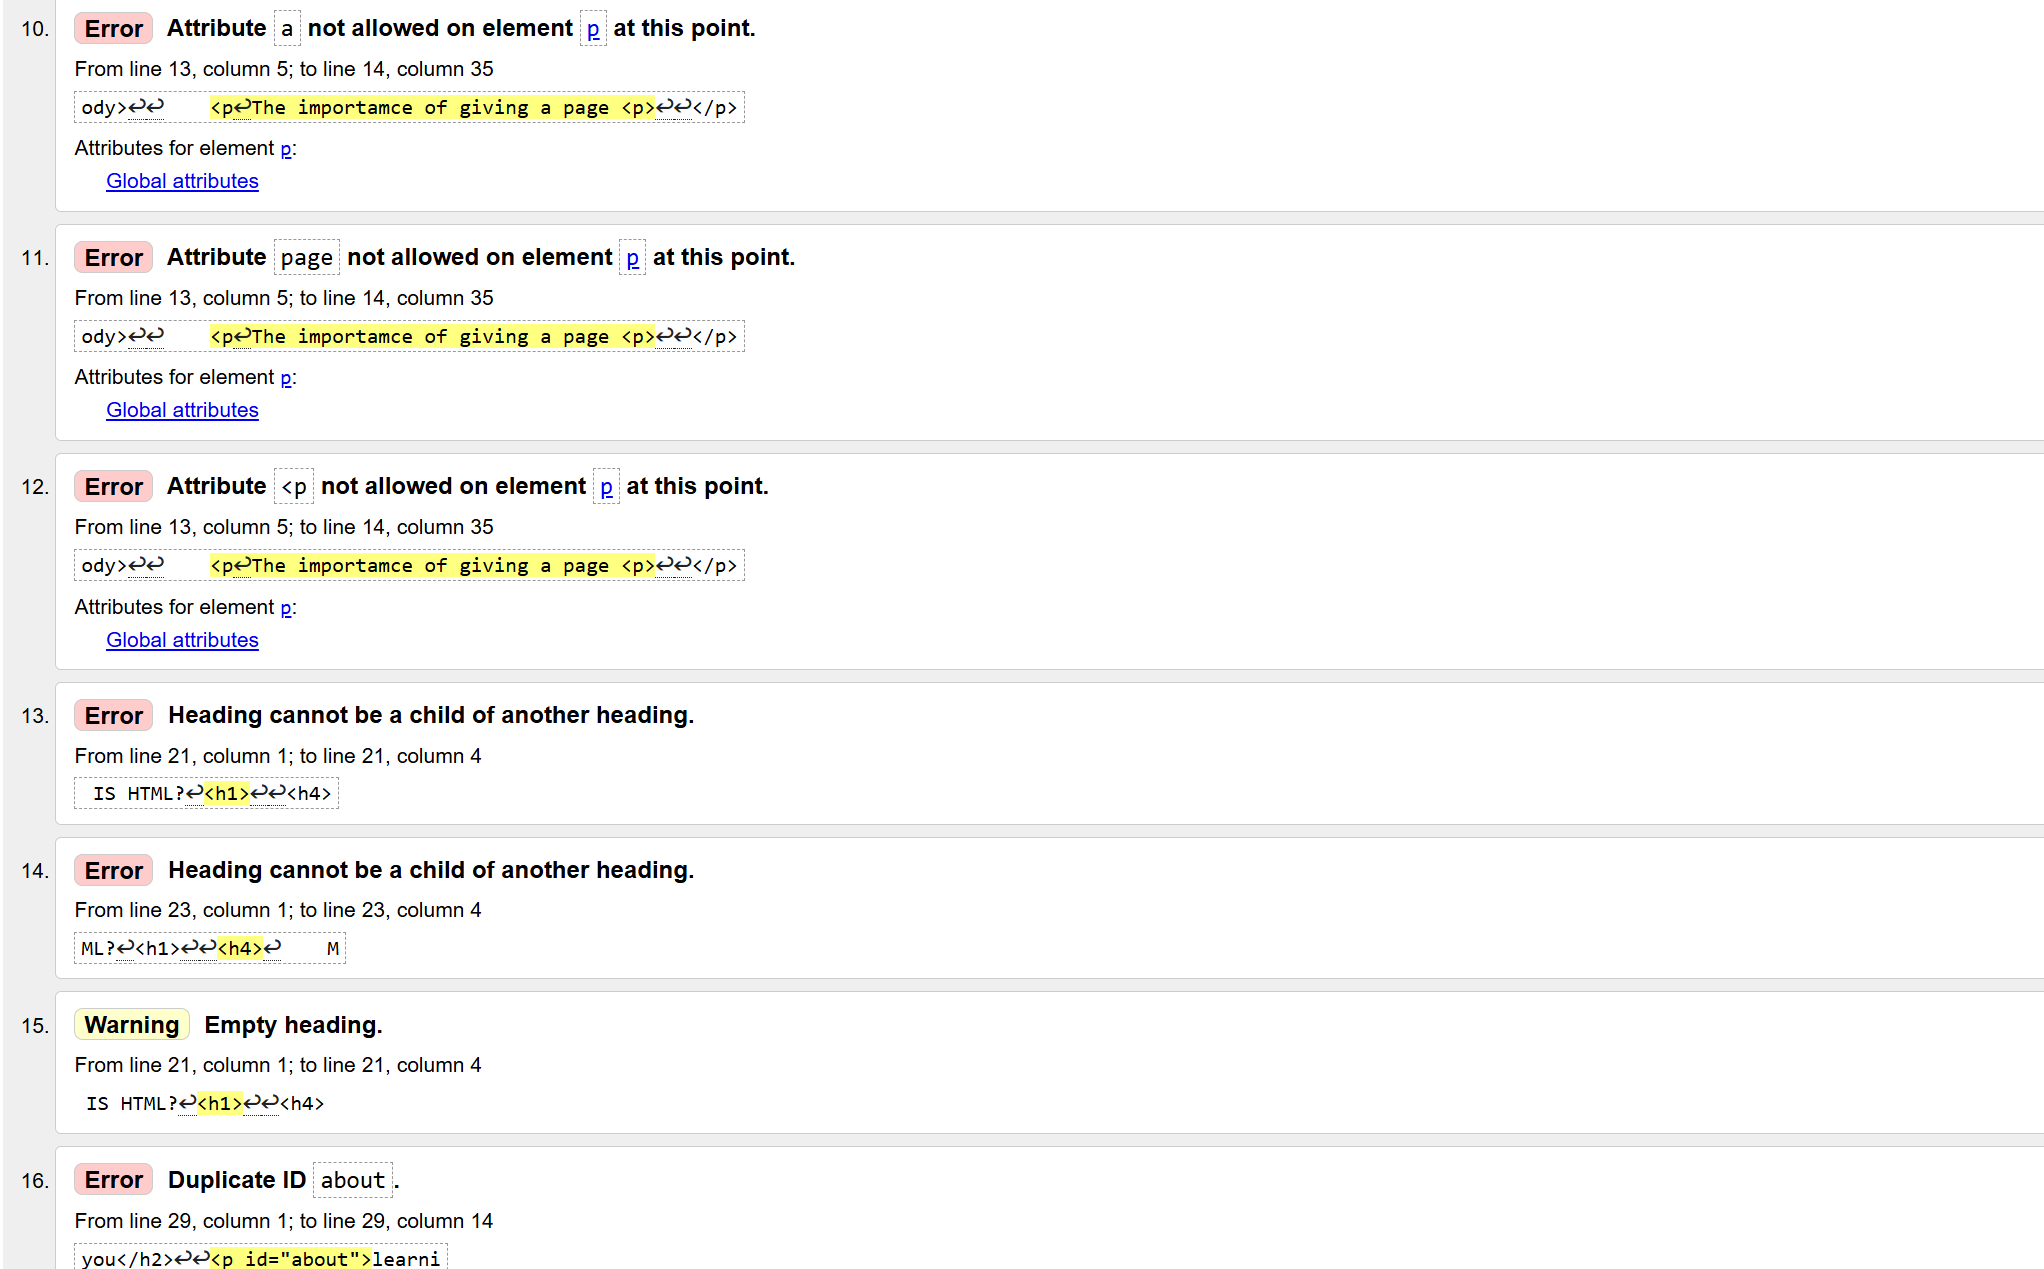 10. Error Attribute a not allowed on element p at this point.
From line 13, column 5; to line 14, column 35
ody>↩↩    <p↩The importamce of giving a page <p>↩↩</p>
Attributes for element p:
Global attributes
11. Error Attribute page not allowed on element p at this point.
From line 13, column 5; to line 14, column 35
ody>↩↩    <p↩The importamce of giving a page <p>↩↩</p>
Attributes for element p:
Global attributes
12. Error Attribute <p not allowed on element p at this point.
From line 13, column 5; to line 14, column 35
ody>↩↩    <p↩The importamce of giving a page <p>↩↩</p>
Attributes for element p:
Global attributes
13. Error Heading cannot be a child of another heading.
From line 21, column 1; to line 21, column 4
IS HTML?↩<h1>↩↩<h4>
14. Error Heading cannot be a child of another heading.
From line 23, column 1; to line 23, column 4
ML?↩<h1>↩↩<h4>↩    M
15. Warning Empty heading.
From line 21, column 1; to line 21, column 4
IS HTML?↩<h1>↩↩<h4>
16. Error Duplicate ID about.
From line 29, column 1; to line 29, column 14
you</h2>↩↩<p id="about">learni